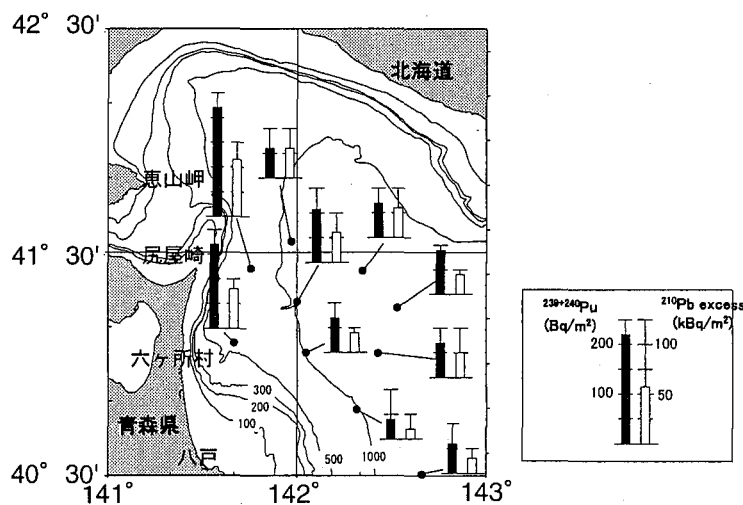 42° 30'
北海道
恵山岬
41° 30'
尻屋崎
六ヶ所村
300
200
100
青森県
八戸
500
1000
40° 30'
141°
142°
143°
239+240Pu
(Bq/m²)
210Pb excess
(kBq/m²)
200
100
100
50